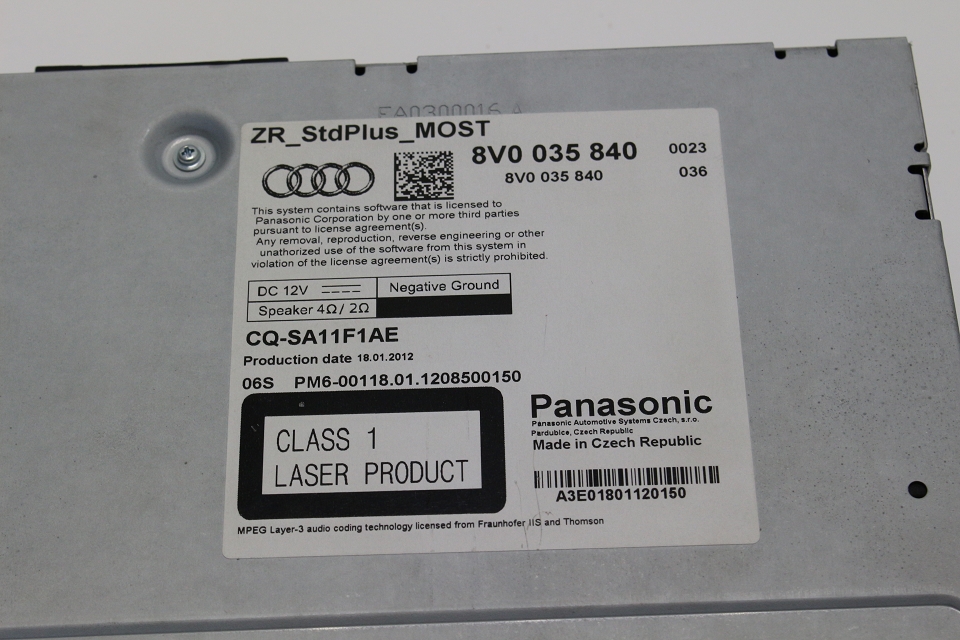 EA0300016 A
ZR_StdPlus_MOST
8V0 035 840 0023
8V0 035 840 036
This system contains software that is licensed to
Panasonic Corporation by one or more third parties
pursuant to license agreement(s).
Any removal, reproduction, reverse engineering or other
unathorized use of the software from this system in
violation of the license agreement(s) is strictly prohibited.
DC 12V Negative Ground
Speaker 4Ω/ 2Ω
CQ-SA11F1AE
Production date 18.01.2012
06S PM6-00118.01.1208500150
CLASS 1
LASER PRODUCT
Panasonic
Panasonic Automotive Systems Czech, s.r.o.
Pardubice, Czech Republic
Made in Czech Republic
A3E01801120150
MPEG Layer-3 audio coding technology licensed from Fraunhofer IIS and Thomson